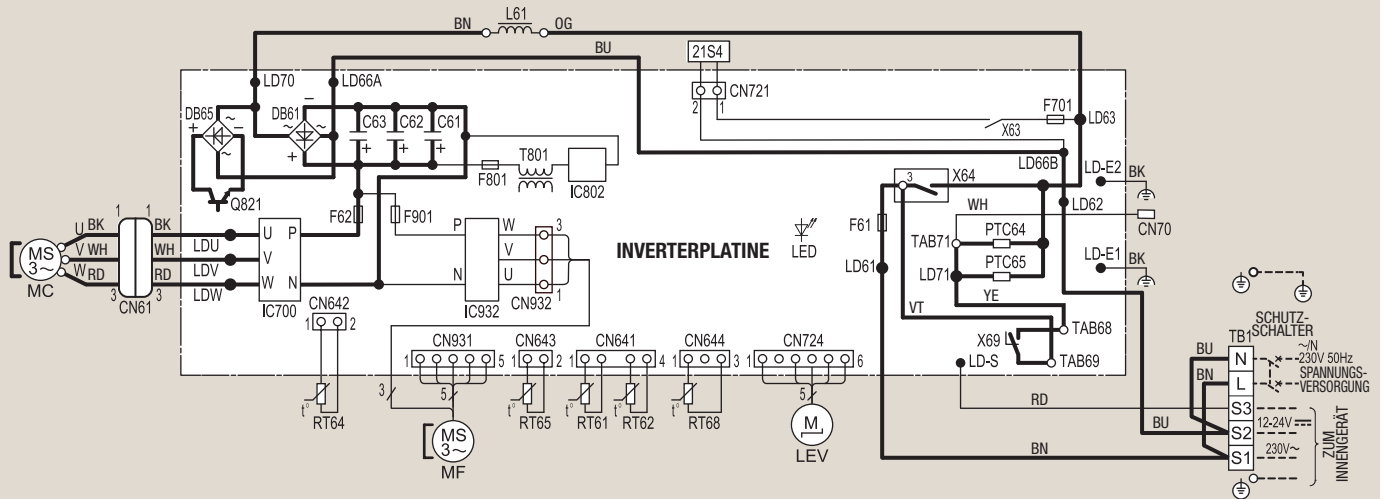 BN L61 OG
BU
21S4
LD70
LD66A
CN721
2 1
F701
X63
LD63
DB65
DB61
+ ~ -
~
-
~ ~
+
C63 C62 C61
+ + +
T801
F801
IC802
Q821
LD66B
3 X64
LD-E2 BK
WH
F61
LD62
CN70
PTC64
TAB71
PTC65
LD71
LD-E1 BK
LD61
YE
VT
F62 F901
INVERTERPLATINE
LED
1 1
U BK BK LDU U P
V WH WH LDV V
W RD RD LDW W N
3 3
MS
3~
MC
CN61
IC700
P W 3
V
N U 1
IC932 CN932
TAB68
X69
TAB69
LD-S
CN642
1 2
CN931
1 5
CN643
1 2
CN641
1 4
CN644
1 3
CN724
1 6
t°
RT64
3
5
t°
RT65
t°
RT61
t°
RT62
t°
RT68
5
MS
3~
MF
M
LEV
SCHUTZ-
SCHALTER
TB1
BU N ~/N
230V 50Hz
BN L SPANNUNGS-
VERSORGUNG
RD S3
12-24V
BU S2
230V~
BN S1
ZUM
INNENGERÄT